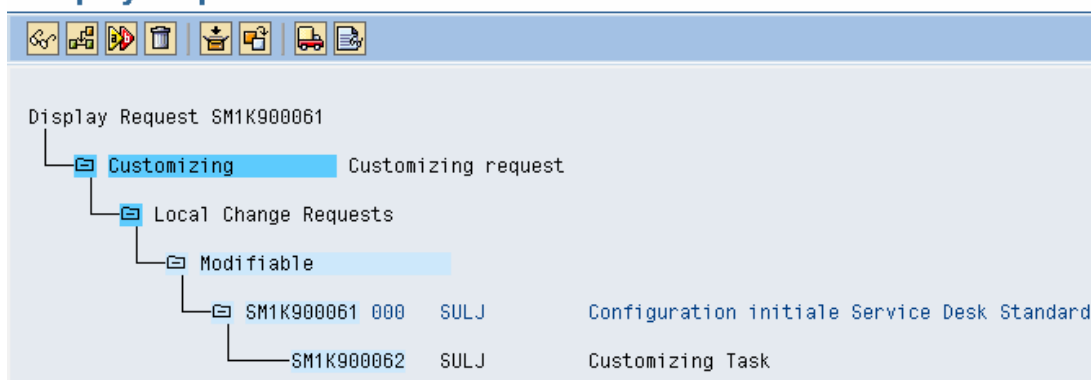 Display Request SM1K900061
Customizing Customizing request
Local Change Requests
Modifiable
SM1K900061 000 SULJ Configuration initiale Service Desk Standard
SM1K900062 SULJ Customizing Task